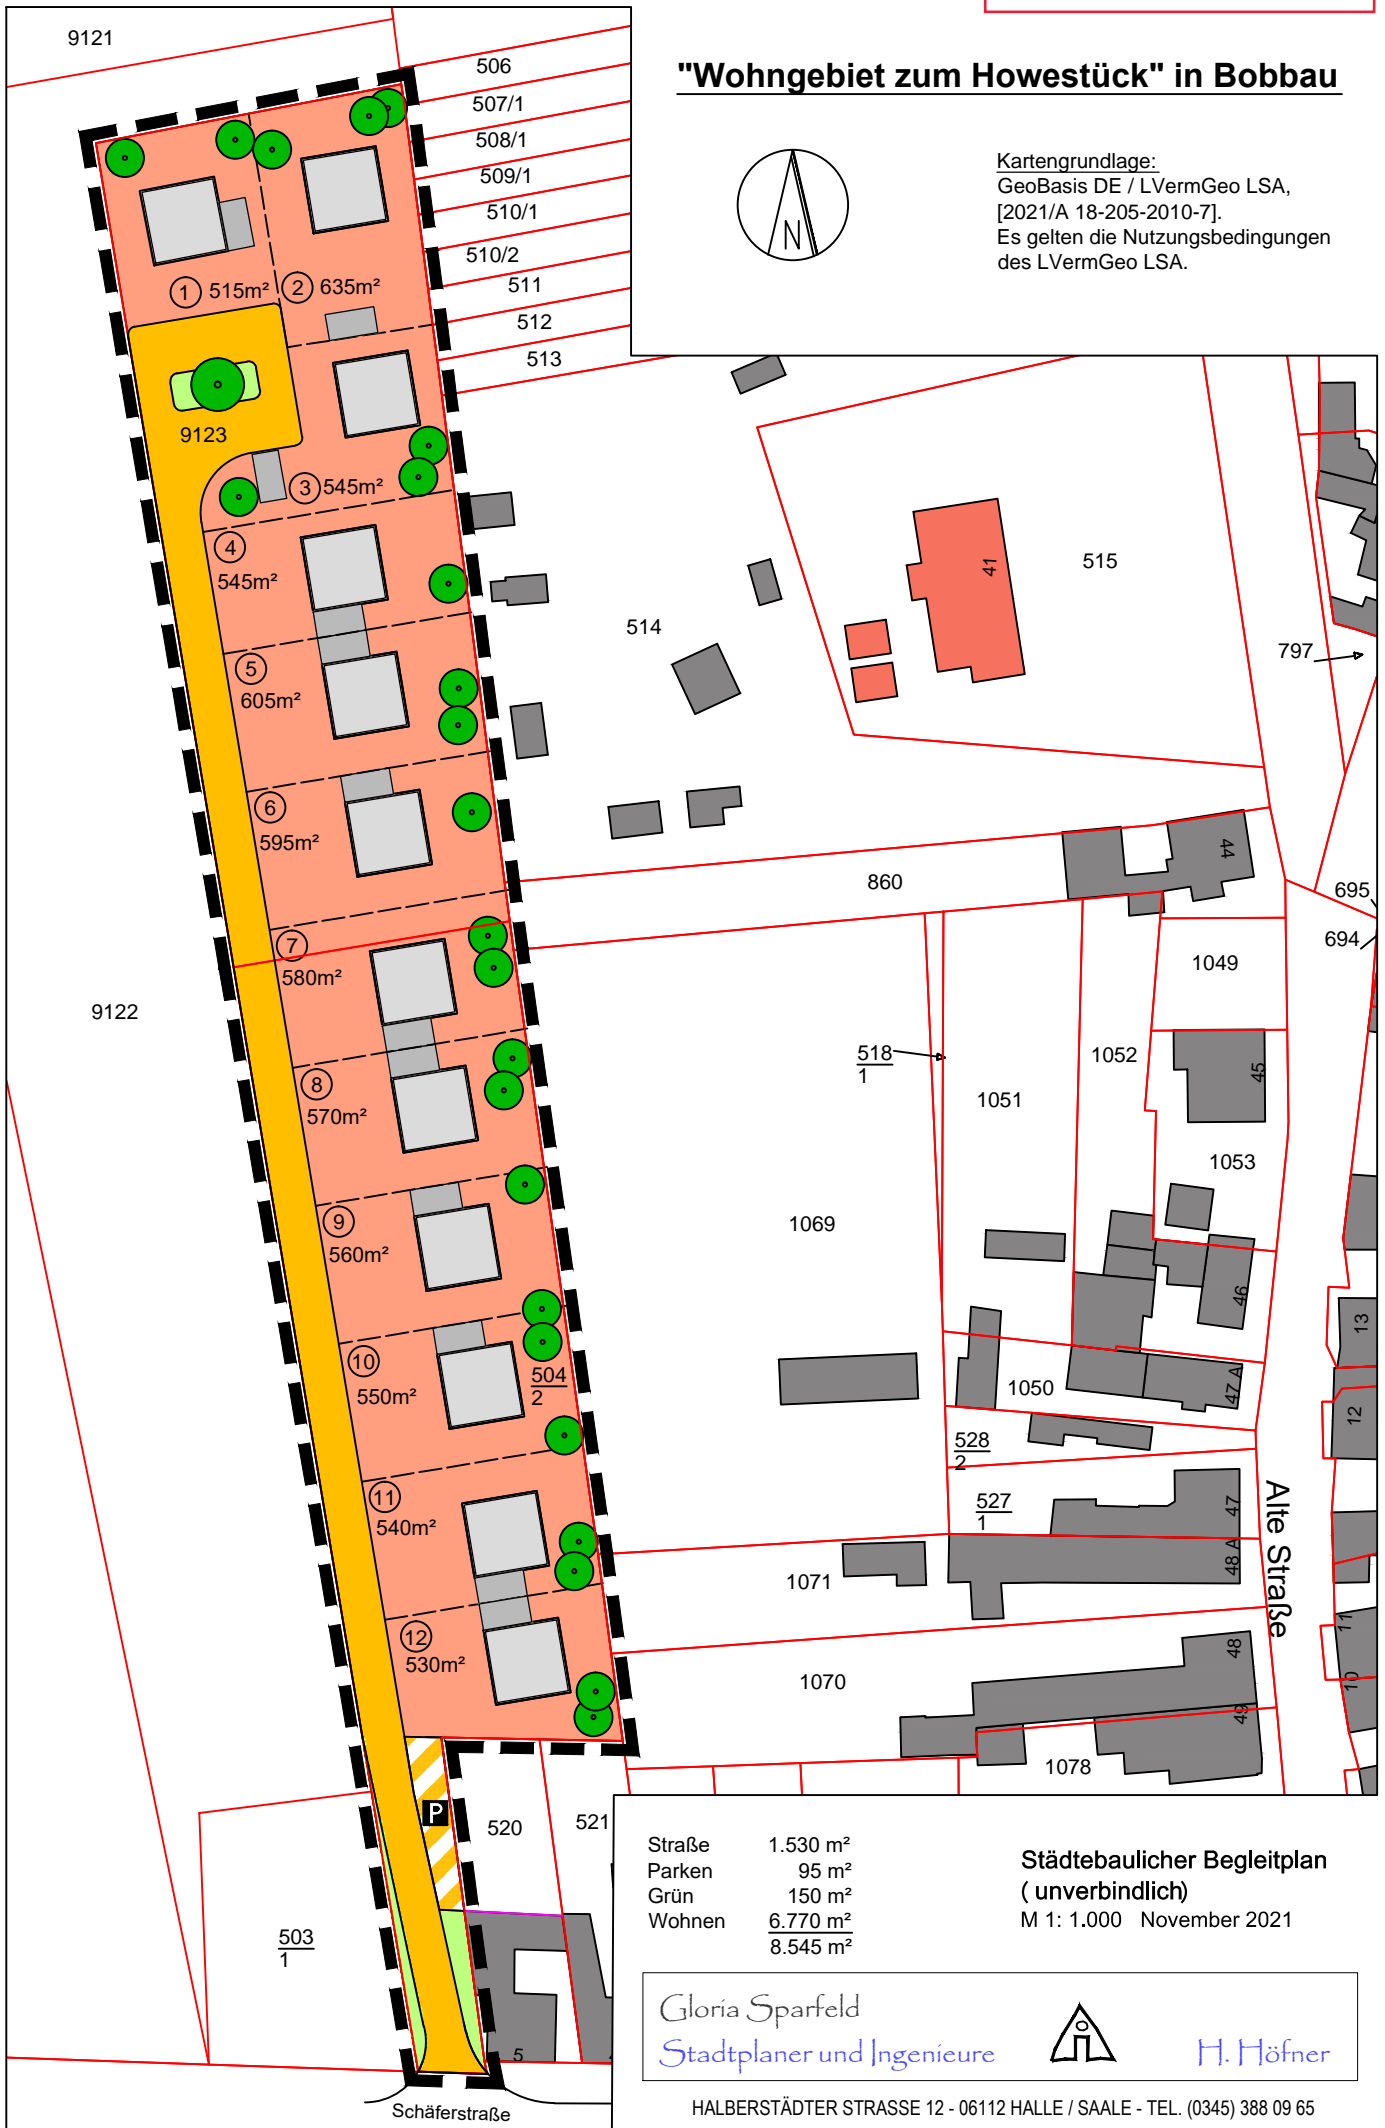 "Wohngebiet zum Howestück" in Bobbau
Kartengrundlage:
GeoBasis DE / LVermGeo LSA,
[2021/A 18-205-2010-7].
Es gelten die Nutzungsbedingungen
des LVermGeo LSA.
N
9121
506
507/1
508/1
509/1
510/1
510/2
511
512
513
1 515m²
2 635m²
9123
3 545m²
4
545m²
5
605m²
6
595m²
7
580m²
8
570m²
9
560m²
10
550m²
504
2
11
540m²
12
530m²
P
9122
514
41
515
797
860
44
695
694
1049
518
1
1052
45
1051
1053
1069
46
13
1050
47 A
12
528
2
527
1
47
48 A
Alte Straße
1071
11
48
10
1070
49
1078
520
521
503
1
5
Schäferstraße
Straße 1.530 m²
Parken 95 m²
Grün 150 m²
Wohnen 6.770 m²
8.545 m²
Städtebaulicher Begleitplan
( unverbindlich)
M 1: 1.000 November 2021
Gloria Sparfeld
Stadtplaner und Ingenieure
H. Höfner
HALBERSTÄDTER STRASSE 12 - 06112 HALLE / SAALE - TEL. (0345) 388 09 65